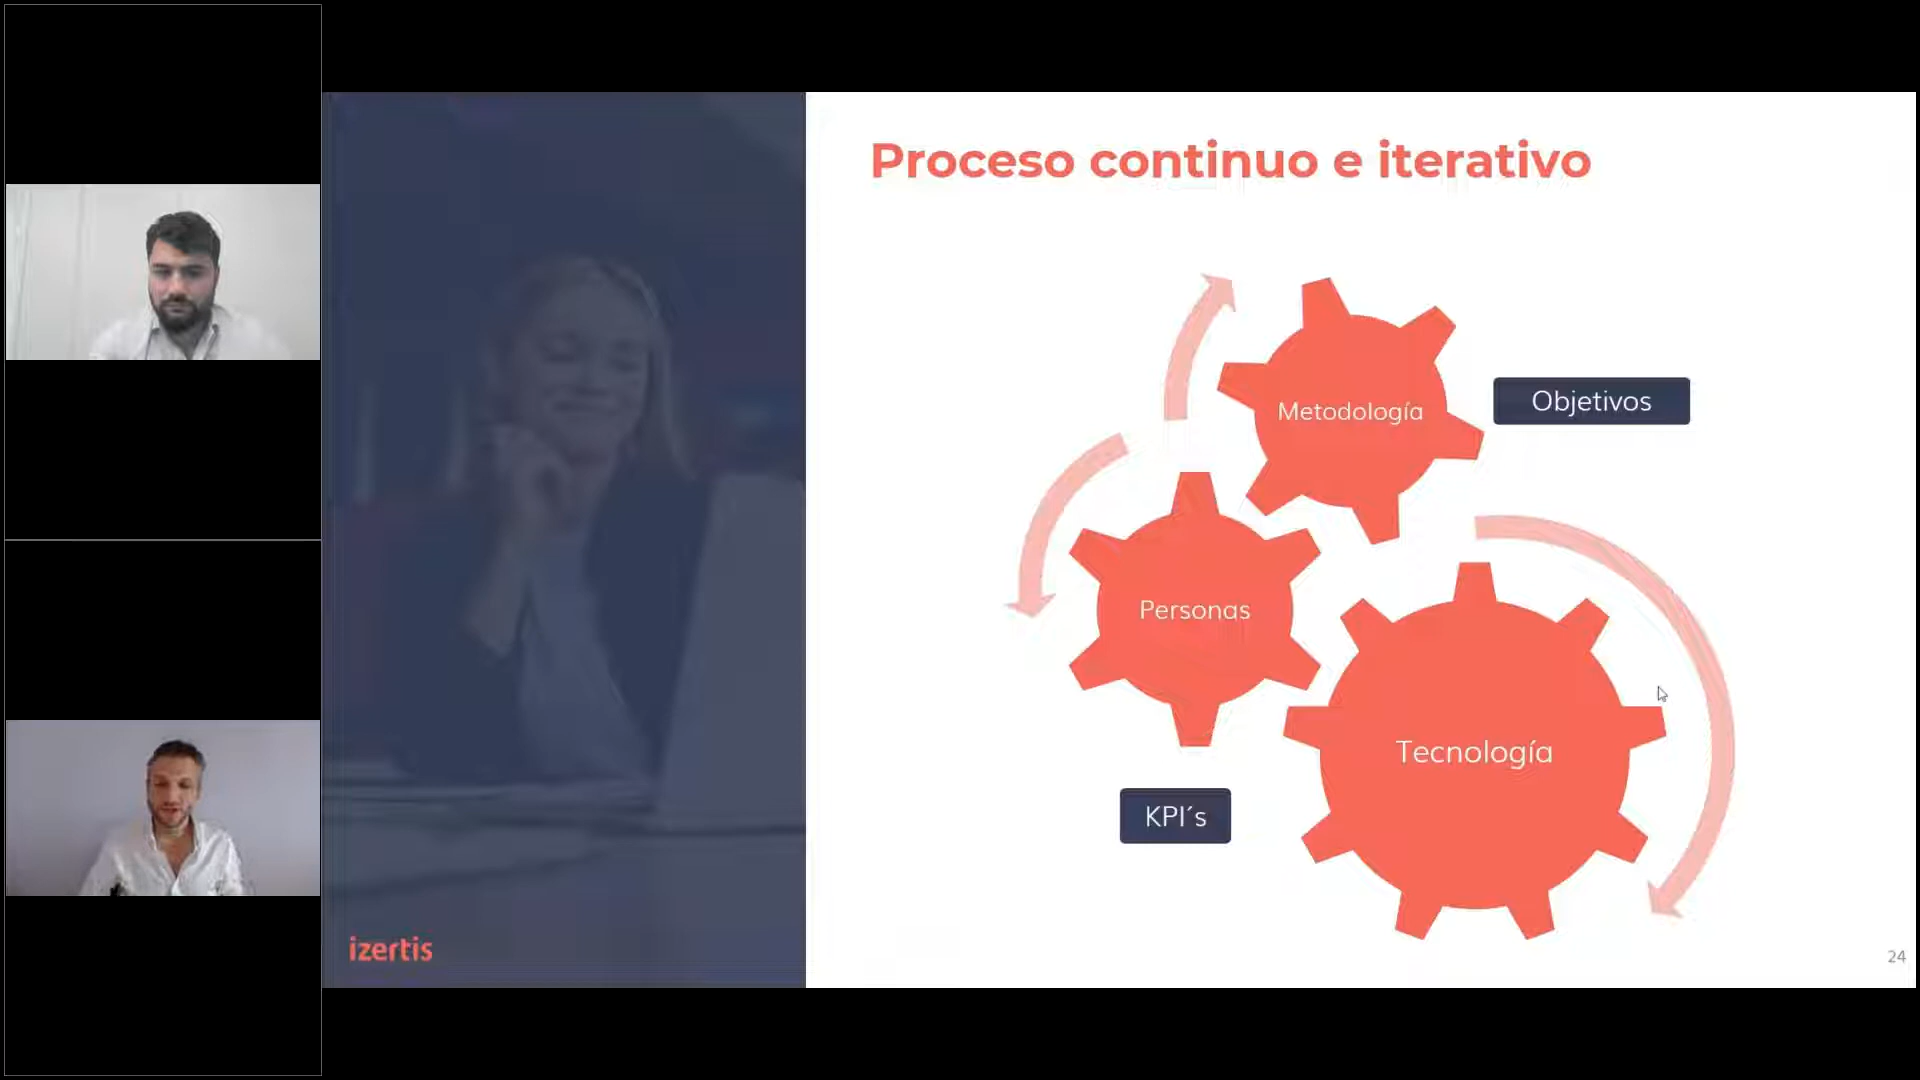 Proceso continuo e iterativo
Metodología
Objetivos
Personas
Tecnología
KPI´s
izertis
24